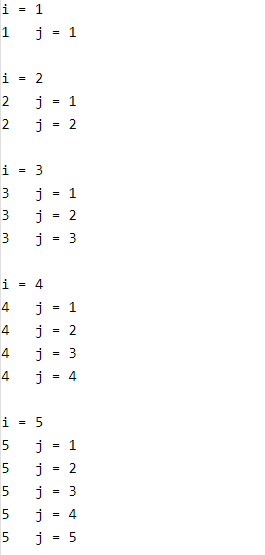 i = 1
1   j = 1

i = 2
2   j = 1
2   j = 2

i = 3
3   j = 1
3   j = 2
3   j = 3

i = 4
4   j = 1
4   j = 2
4   j = 3
4   j = 4

i = 5
5   j = 1
5   j = 2
5   j = 3
5   j = 4
5   j = 5